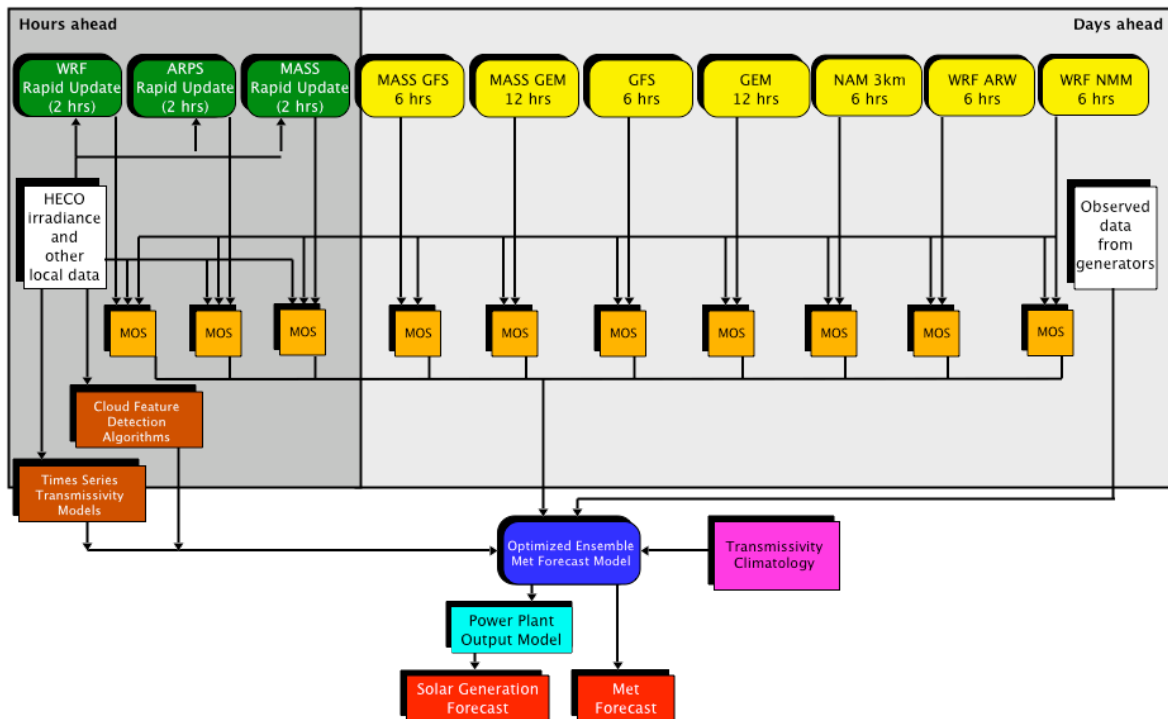 Hours ahead
Days ahead
WRF
Rapid Update
(2 hrs)
ARPS
Rapid Update
(2 hrs)
MASS
Rapid Update
(2 hrs)
MASS GFS
6 hrs
MASS GEM
12 hrs
GFS
6 hrs
GEM
12 hrs
NAM 3km
6 hrs
WRF ARW
6 hrs
WRF NMM
6 hrs
HECO
irradiance
and
other
local data
Observed
data
from
generators
MOS
MOS
MOS
MOS
MOS
MOS
MOS
MOS
MOS
MOS
Cloud Feature
Detection
Algorithms
Times Series
Transmissivity
Models
Optimized Ensemble
Met Forecast Model
Transmissivity
Climatology
Power Plant
Output Model
Solar Generation
Forecast
Met
Forecast